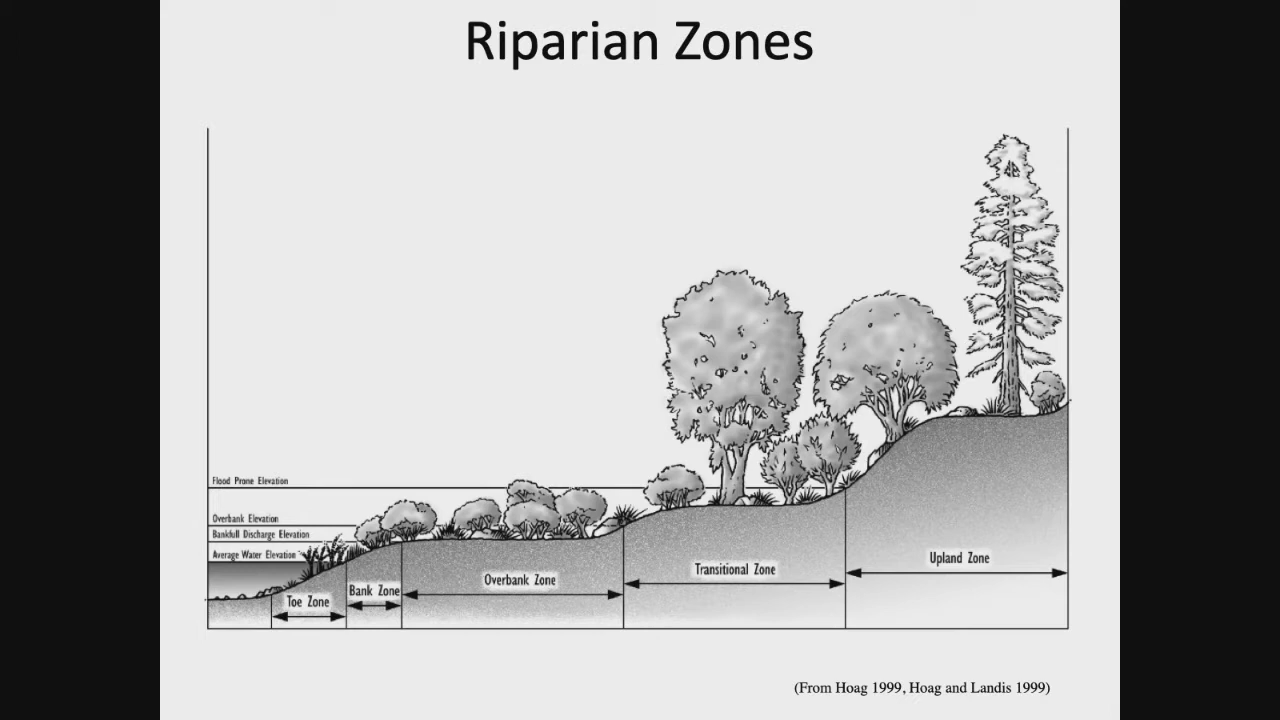 Riparian Zones
Flood Prone Elevation
Overbank Elevation
Bankfull Discharge Elevation
Average Water Elevation
Toe Zone
Bank Zone
Overbank Zone
Transitional Zone
Upland Zone
(From Hoag 1999, Hoag and Landis 1999)